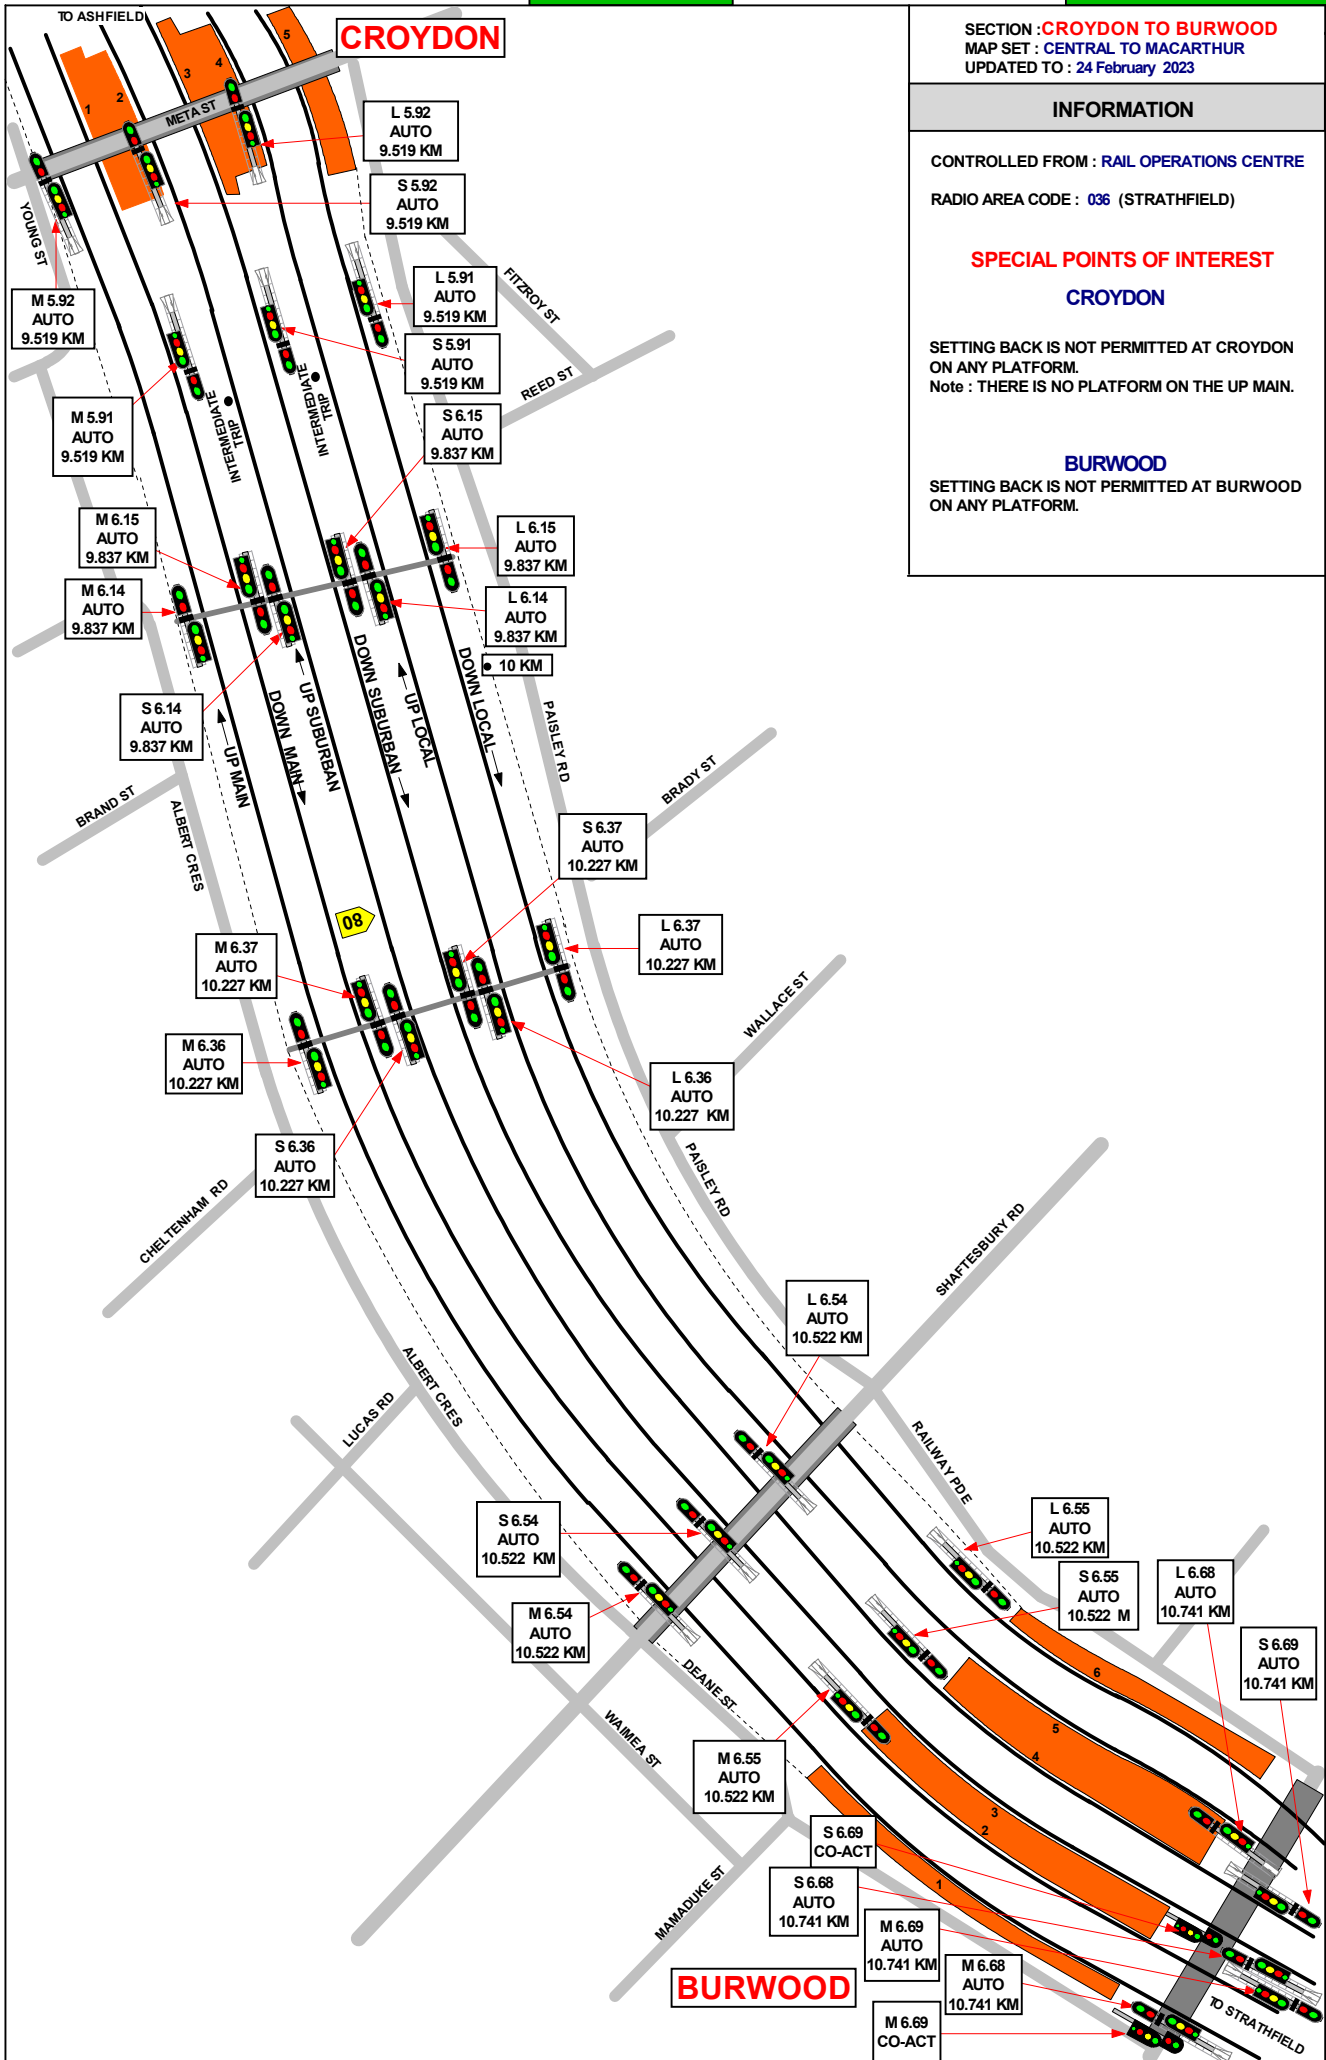 TO ASHFIELD
CROYDON
SECTION : CROYDON TO BURWOOD
MAP SET : CENTRAL TO MACARTHUR
UPDATED TO : 24 February 2023
INFORMATION
CONTROLLED FROM : RAIL OPERATIONS CENTRE
RADIO AREA CODE : 036 (STRATHFIELD)
SPECIAL POINTS OF INTEREST
CROYDON
SETTING BACK IS NOT PERMITTED AT CROYDON
ON ANY PLATFORM.
Note : THERE IS NO PLATFORM ON THE UP MAIN.
BURWOOD
SETTING BACK IS NOT PERMITTED AT BURWOOD
ON ANY PLATFORM.
1
2
3
4
5
META ST
L 5.92
AUTO
9.519 KM
S 5.92
AUTO
9.519 KM
YOUNG ST
M 5.92
AUTO
9.519 KM
L 5.91
AUTO
9.519 KM
FITZROY ST
S 5.91
AUTO
9.519 KM
REED ST
M 5.91
AUTO
9.519 KM
INTERMEDIATE
TRIP
INTERMEDIATE
TRIP
S 6.15
AUTO
9.837 KM
M 6.15
AUTO
9.837 KM
L 6.15
AUTO
9.837 KM
M 6.14
AUTO
9.837 KM
L 6.14
AUTO
9.837 KM
10 KM
S 6.14
AUTO
9.837 KM
UP MAIN
DOWN MAIN
UP SUBURBAN
DOWN SUBURBAN
UP LOCAL
DOWN LOCAL
PAISLEY RD
BRADY ST
BRAND ST
ALBERT CRES
S 6.37
AUTO
10.227 KM
80
M 6.37
AUTO
10.227 KM
L 6.37
AUTO
10.227 KM
WALLACE ST
M 6.36
AUTO
10.227 KM
L 6.36
AUTO
10.227 KM
S 6.36
AUTO
10.227 KM
CHELTENHAM RD
PAISLEY RD
SHAFTESBURY RD
L 6.54
AUTO
10.522 KM
ALBERT CRES
LUCAS RD
RAILWAY PDE
S 6.54
AUTO
10.522 KM
L 6.55
AUTO
10.522 KM
S 6.55
AUTO
10.522 M
L 6.68
AUTO
10.741 KM
M 6.54
AUTO
10.522 KM
S 6.69
AUTO
10.741 KM
DEANE ST
WAIMEA ST
6
5
4
3
2
1
M 6.55
AUTO
10.522 KM
S 6.69
CO-ACT
S 6.68
AUTO
10.741 KM
MAMADUKE ST
M 6.69
AUTO
10.741 KM
M 6.68
AUTO
10.741 KM
BURWOOD
M 6.69
CO-ACT
TO STRATHFIELD